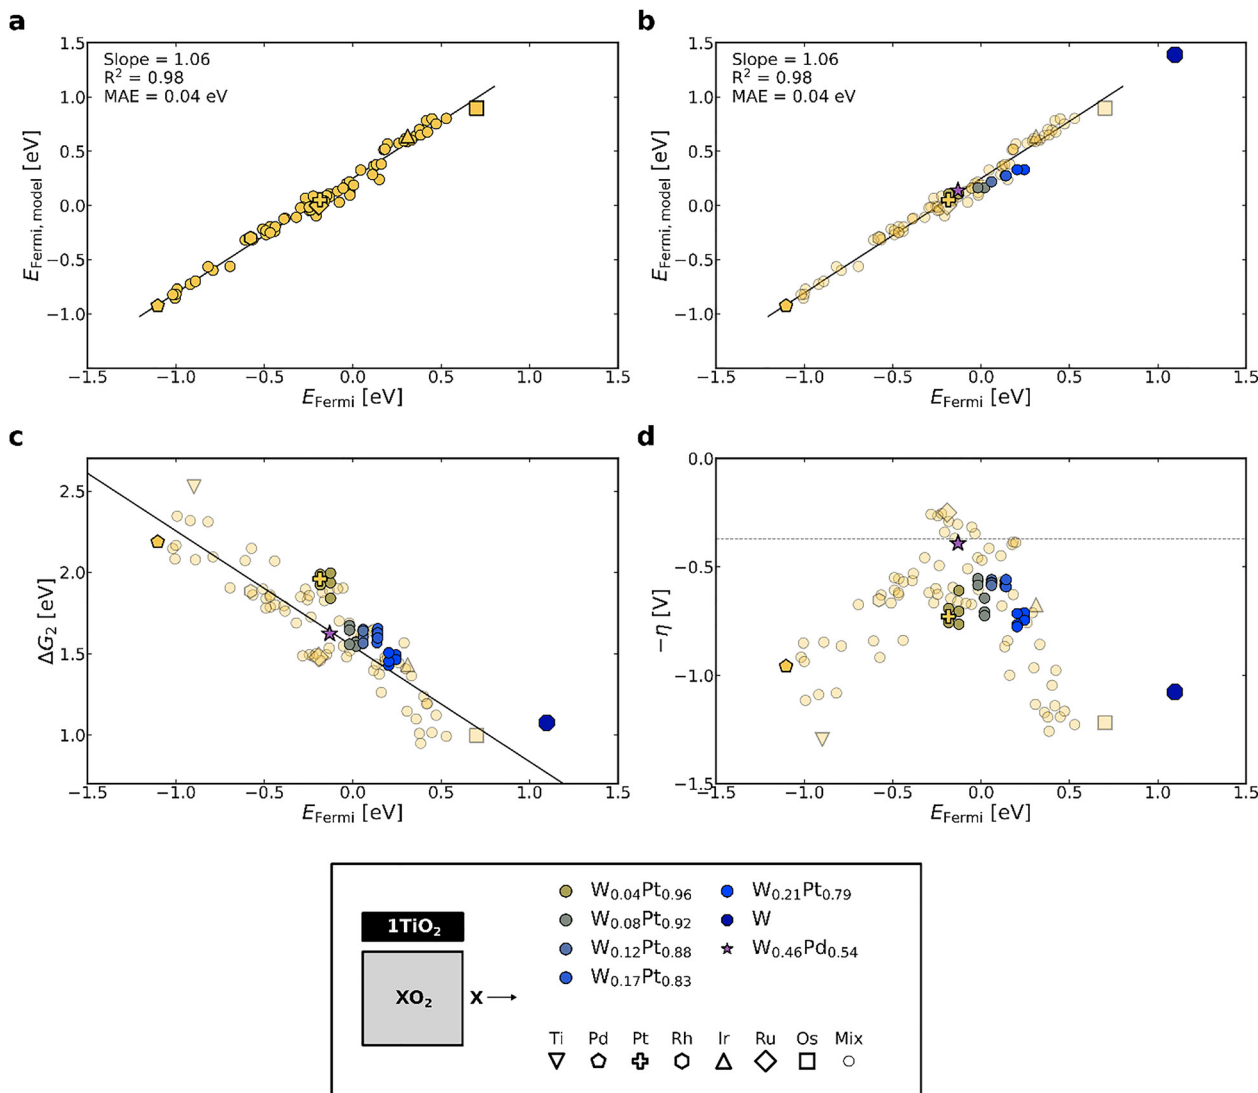 a
1.5
1.0
0.5
0.0
−0.5
−1.0
−1.5 −1.0 −0.5 0.0 0.5 1.0 1.5
E_Fermi,model [eV]
E_Fermi [eV]
Slope = 1.06
R² = 0.98
MAE = 0.04 eV
b
1.5
1.0
0.5
0.0
−0.5
−1.0
−1.5 −1.0 −0.5 0.0 0.5 1.0 1.5
E_Fermi,model [eV]
E_Fermi [eV]
Slope = 1.06
R² = 0.98
MAE = 0.04 eV
c
2.5
2.0
1.5
1.0
−1.5 −1.0 −0.5 0.0 0.5 1.0 1.5
ΔG₂ [eV]
E_Fermi [eV]
d
0.0
−0.5
−1.0
−1.5
−1.5 −1.0 −0.5 0.0 0.5 1.0 1.5
−η [V]
E_Fermi [eV]
1TiO₂
XO₂
X
W₀.₀₄Pt₀.₉₆
W₀.₀₈Pt₀.₉₂
W₀.₁₂Pt₀.₈₈
W₀.₁₇Pt₀.₈₃
W₀.₂₁Pt₀.₇₉
W
W₀.₄₆Pd₀.₅₄
Ti Pd Pt Rh Ir Ru Os Mix